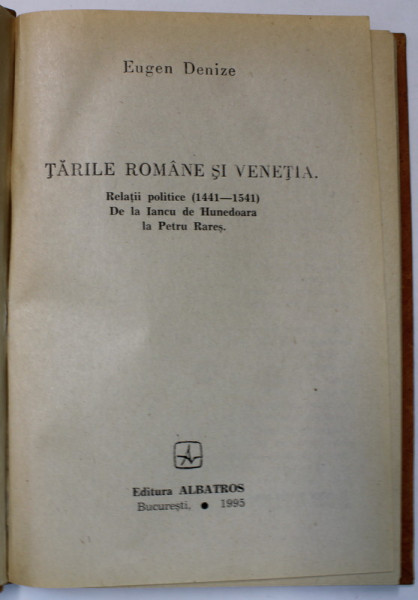 Eugen Denize
ȚĂRILE ROMÂNE ȘI VENEȚIA.
Relații politice (1441—1541)
De la Iancu de Hunedoara
la Petru Rareș.
Editura ALBATROS
București, ● 1995